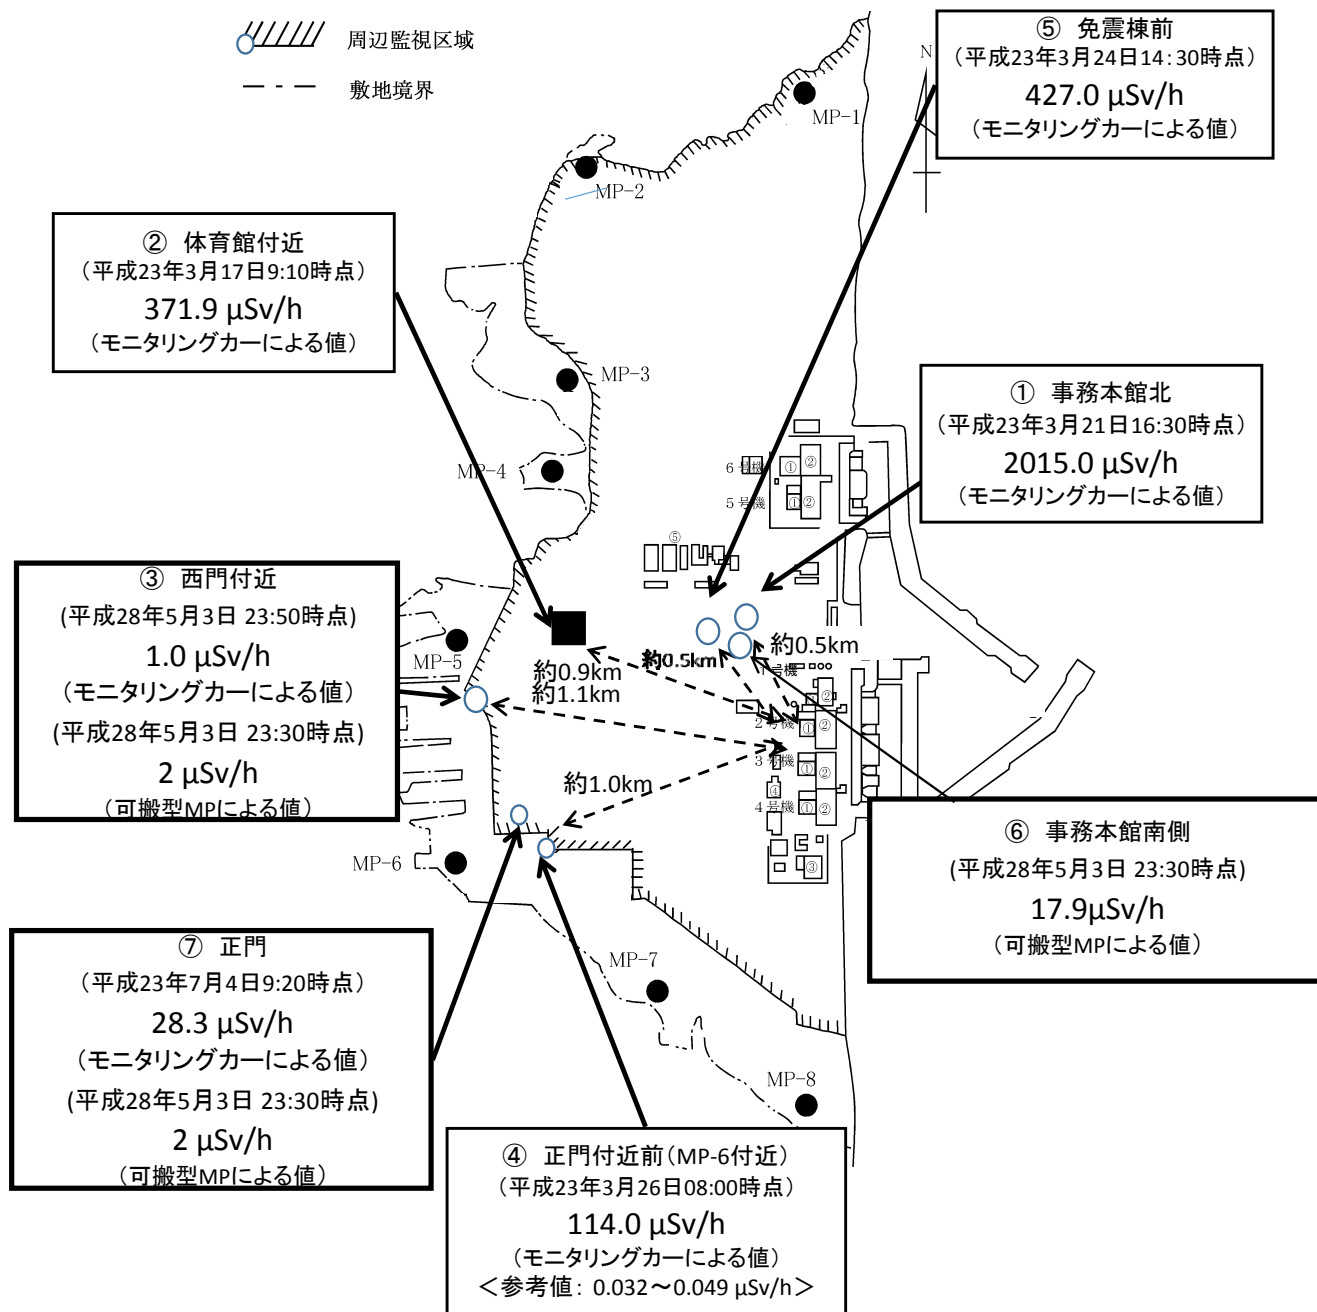 周辺監視区域
敷地境界
N
⑤ 免震棟前
(平成23年3月24日14:30時点)
427.0 μSv/h
(モニタリングカーによる値)
MP-1
MP-2
② 体育館付近
(平成23年3月17日9:10時点)
371.9 μSv/h
(モニタリングカーによる値)
MP-3
MP-4
① 事務本館北
(平成23年3月21日16:30時点)
2015.0 μSv/h
(モニタリングカーによる値)
6号機
①
②
5号機
①
②
⑤
③ 西門付近
(平成28年5月3日 23:50時点)
1.0 μSv/h
(モニタリングカーによる値)
(平成28年5月3日 23:30時点)
2 μSv/h
(可搬型MPによる値)
MP-5
約0.9km
約1.1km
約0.5km
約0.5km
1号機
②
2号機
①
②
3号機
①
②
④
4号機
①
②
③
約1.0km
MP-6
⑥ 事務本館南側
(平成28年5月3日 23:30時点)
17.9μSv/h
(可搬型MPによる値)
⑦ 正門
(平成23年7月4日9:20時点)
28.3 μSv/h
(モニタリングカーによる値)
(平成28年5月3日 23:30時点)
2 μSv/h
(可搬型MPによる値)
MP-7
MP-8
④ 正門付近前(MP-6付近)
(平成23年3月26日08:00時点)
114.0 μSv/h
(モニタリングカーによる値)
<参考値: 0.032~0.049 μSv/h>